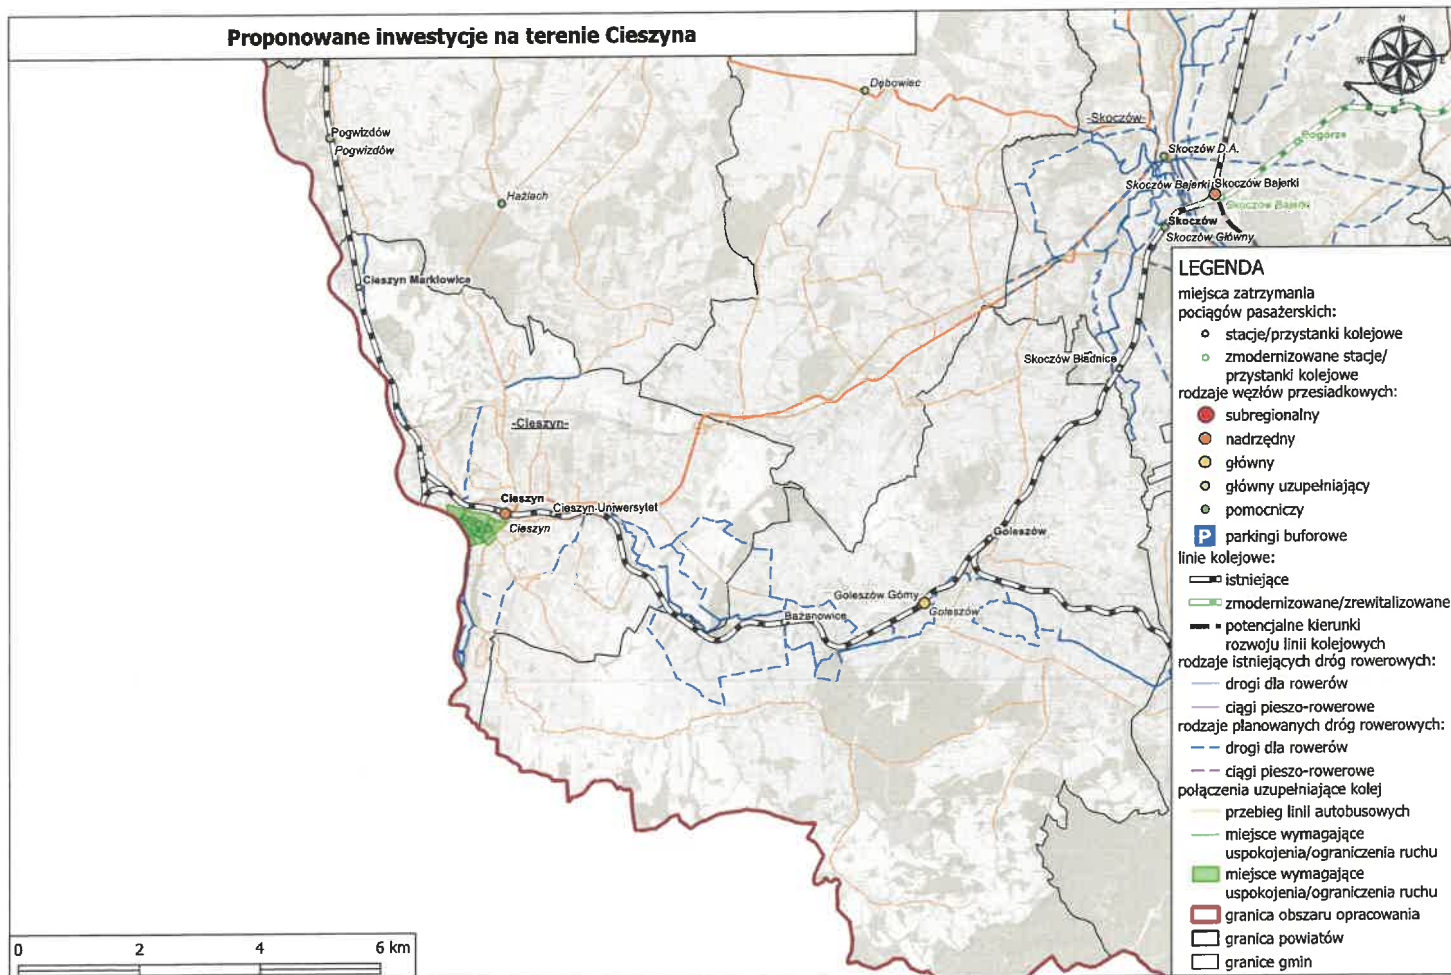 Proponowane inwestycje na terenie Cieszyna
N
W
E
S
Dębowiec
-Skoczów-
Pogórze
Pogwizdów
Pogwizdów
Skoczów D.A.
Hażlach
Skoczów Bajerki
Skoczów Bajerki
Skoczów Bajerki
Skoczów
Skoczów Główny
Cieszyn Marklowice
Skoczów Bładnice
-Cieszyn-
Cieszyn
Cieszyn-Uniwersytet
Cieszyn
Goleszów
Goleszów Górny
Goleszów
Bażanowice
LEGENDA
miejsca zatrzymania
pociągów pasażerskich:
stacje/przystanki kolejowe
zmodernizowane stacje/
przystanki kolejowe
rodzaje węzłów przesiadkowych:
subregionalny
nadrzędny
główny
główny uzupełniający
pomocniczy
P parkingi buforowe
linie kolejowe:
istniejące
zmodernizowane/zrewitalizowane
potencjalne kierunki
rozwoju linii kolejowych
rodzaje istniejących dróg rowerowych:
drogi dla rowerów
ciągi pieszo-rowerowe
rodzaje planowanych dróg rowerowych:
drogi dla rowerów
ciągi pieszo-rowerowe
połączenia uzupełniające kolej
przebieg linii autobusowych
miejsce wymagające
uspokojenia/ograniczenia ruchu
miejsce wymagające
uspokojenia/ograniczenia ruchu
granica obszaru opracowania
granica powiatów
granice gmin
0 2 4 6 km